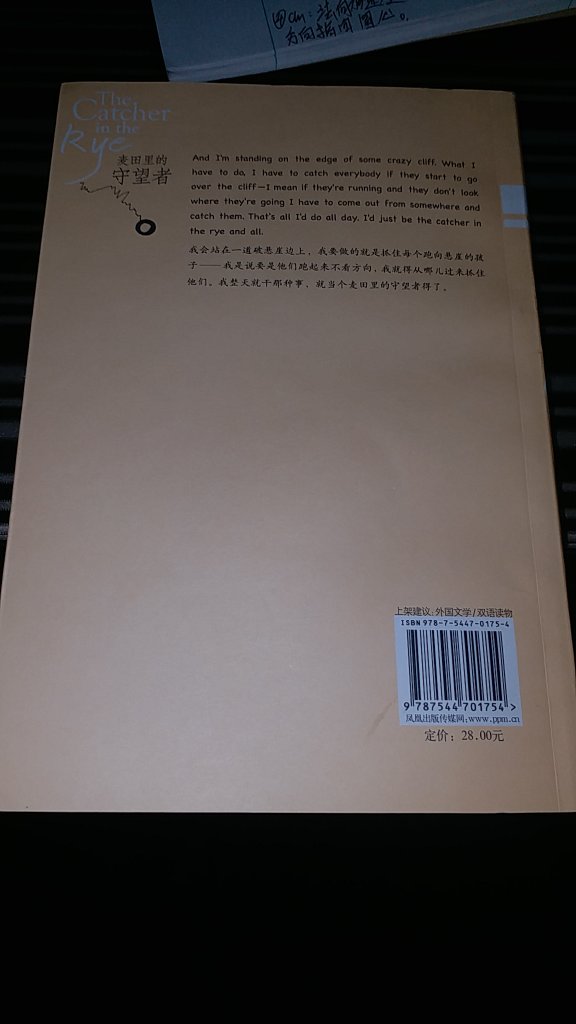 The
Catcher
in the
Rye
麦田里的
守望者
And I'm standing on the edge of some crazy cliff. What I
have to do, I have to catch everybody if they start to go
over the cliff—I mean if they're running and they don't look
where they're going I have to come out from somewhere and
catch them. That's all I'd do all day. I'd just be the catcher in
the rye and all.
我会站在一道破悬崖边上，我要做的就是抓住每个跑向悬崖的孩
子——我是说要是他们跑起来不看方向，我就得从哪儿过来抓住
他们。我整天就干那种事，就当个麦田里的守望者得了。
上架建议：外国文学/双语读物
ISBN 978-7-5447-0175-4
9 787544 701754 >
凤凰出版传媒网：www.ppm.cn
定价：28.00元